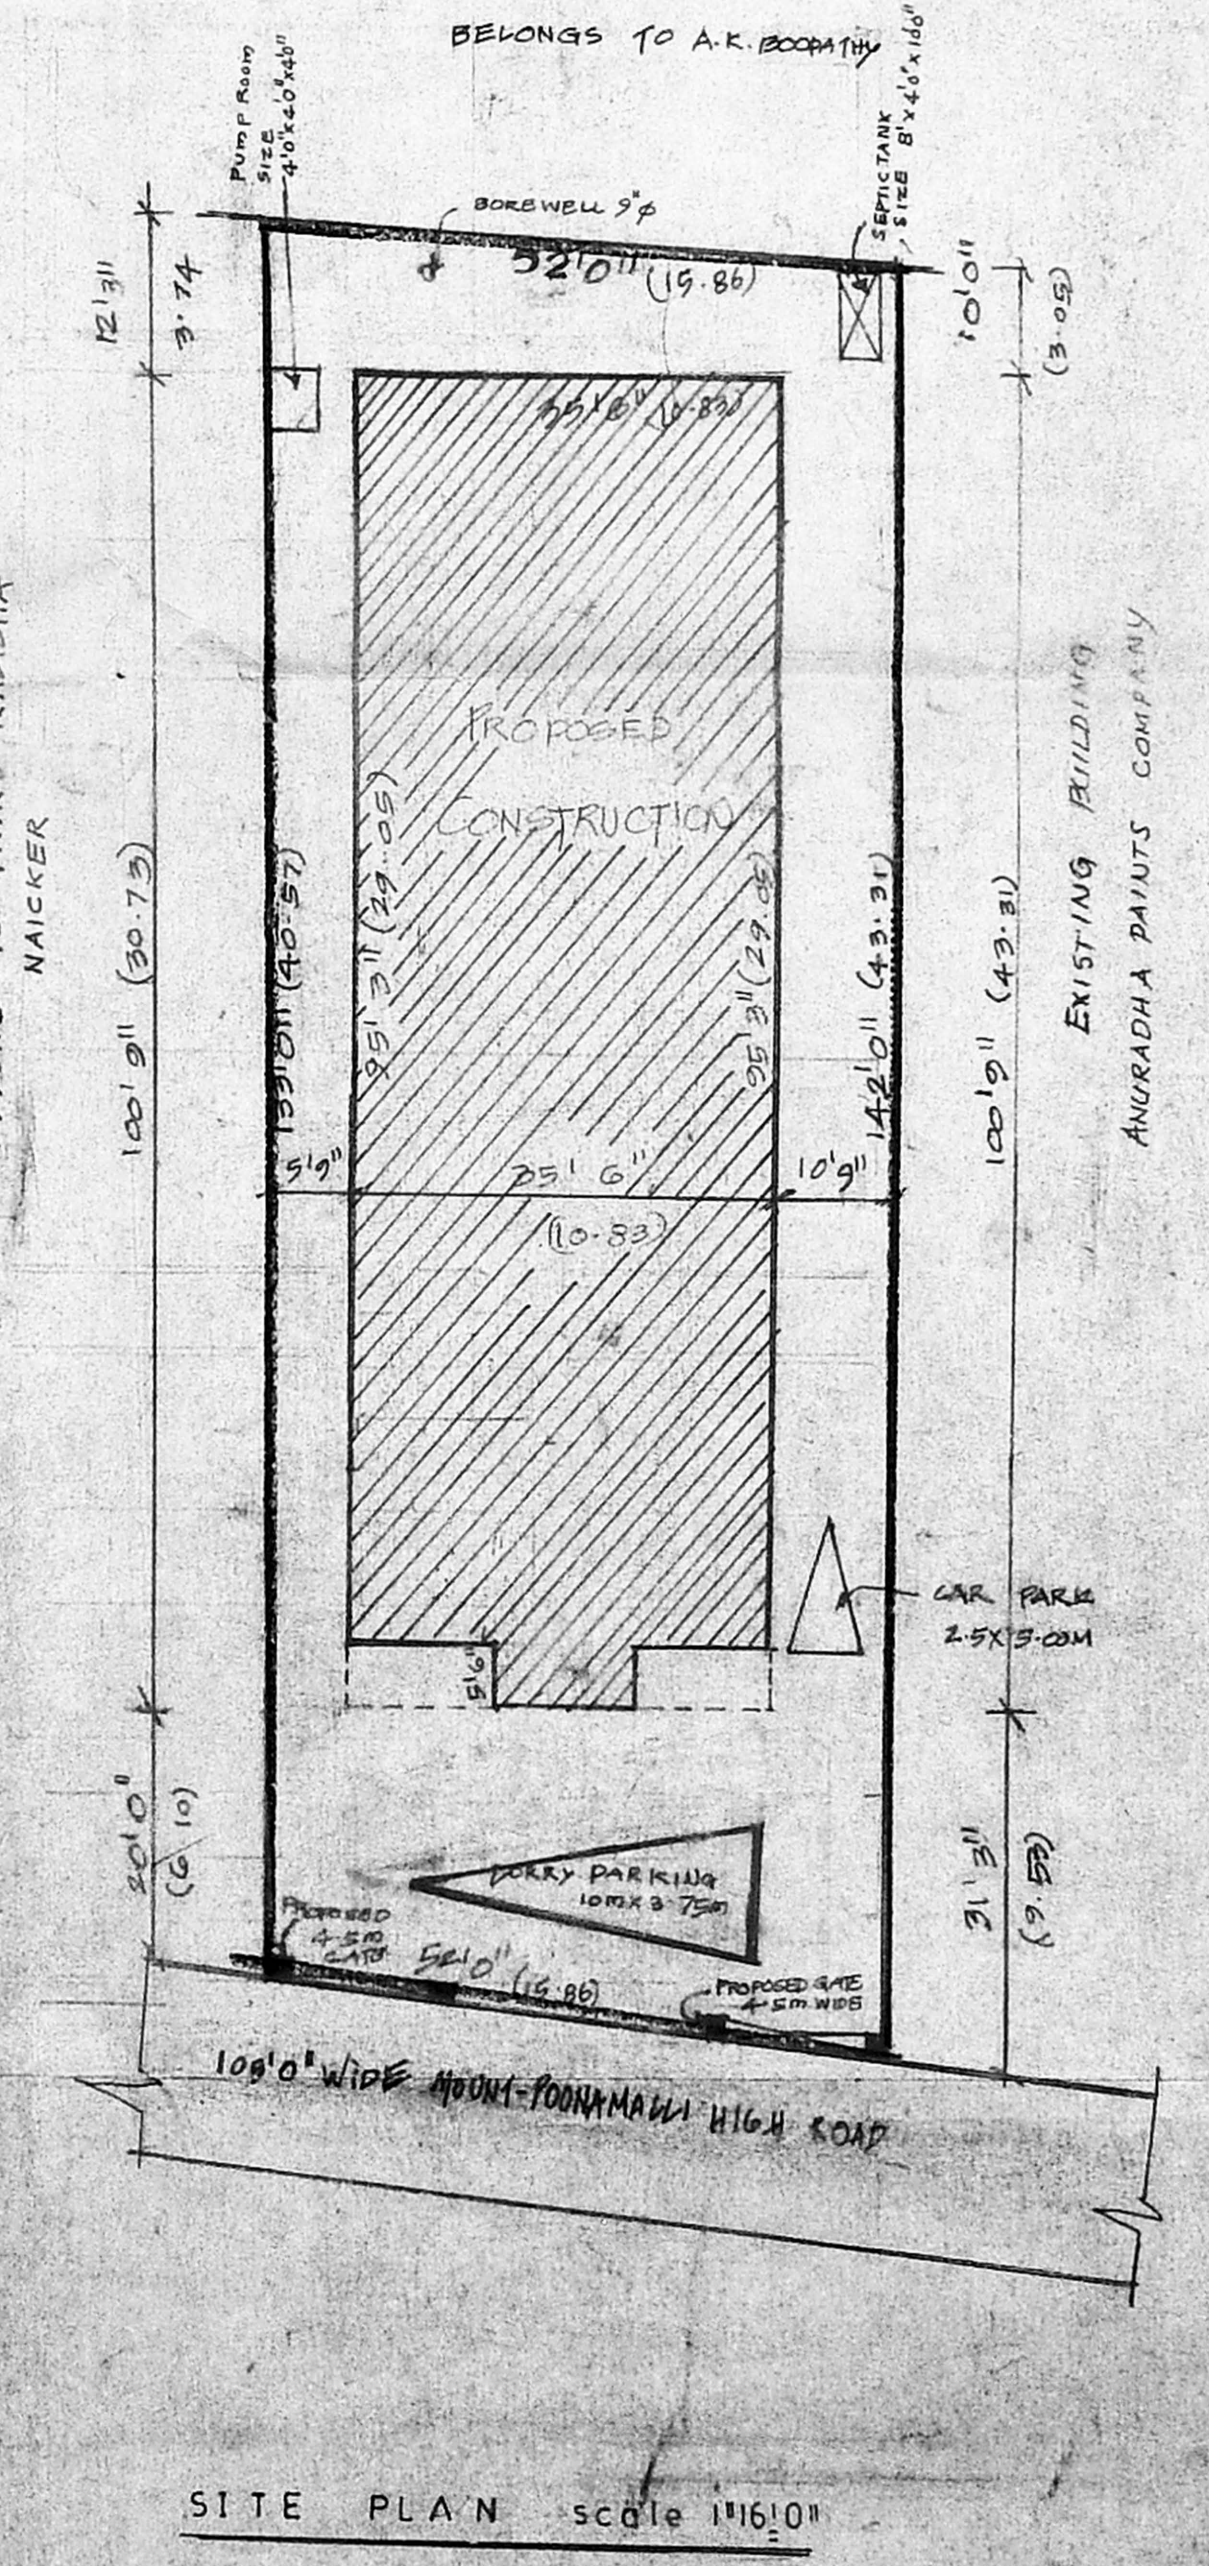 BELONGS TO A.K. BOOPATHY
Pump Room
SIZE
4'0"x4'0"x4'0"
SEPTIC TANK
SIZE 8'x4'0"x10'0"
BOREWELL 9"φ
52'0" (15.86)
12'3"
3.74
10'0"
(3.05)
35'6" (10.83)
PROPOSED
CONSTRUCTION
NAICKER
100'9" (30.73)
133'0" (40.57)
95'3" (29.05)
95'3" (29.05)
142'0" (43.31)
100'9" (43.31)
EXISTING BUILDING
ANURADHA PAINTS COMPANY
5'9"
35'6"
10'9"
(10.83)
CAR PARK
2.5X5.00M
5'6"
20'0"
(6.10)
LORRY PARKING
10mx3.75m
31'3"
(9.53)
PROPOSED
4.5m
GATE
52'0" (15.86)
PROPOSED GATE
4.5m WIDE
WIDE MOUNT-POONAMALLI HIGH ROAD
SITE PLAN scale 1"16'0"